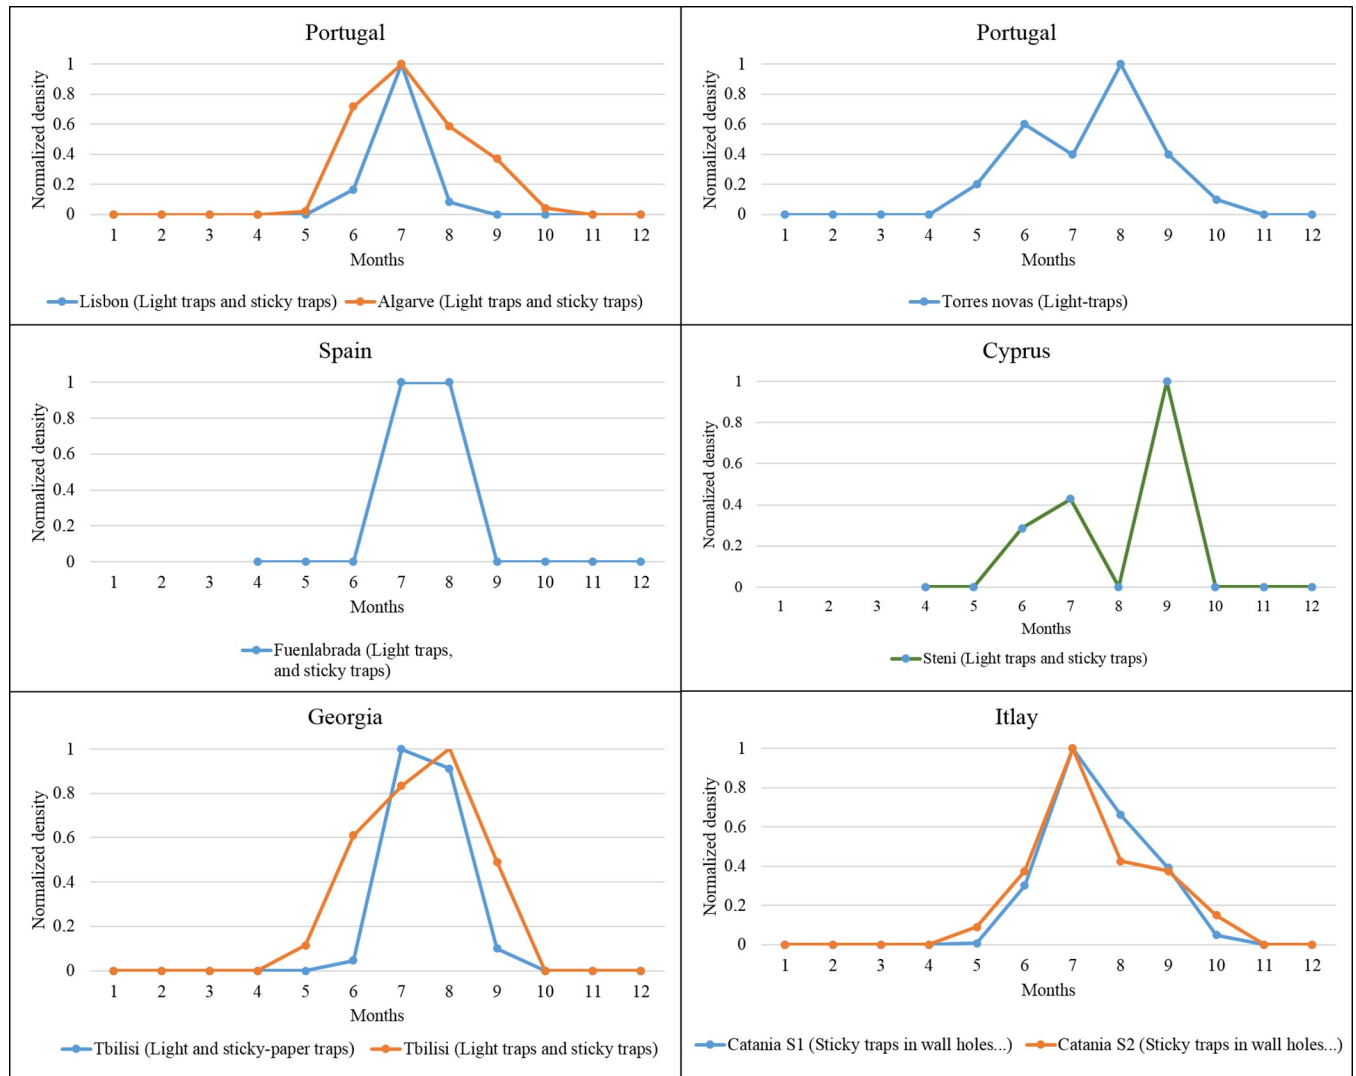 Portugal
Normalized density
1
0.8
0.6
0.4
0.2
0
1 2 3 4 5 6 7 8 9 10 11 12
Months
Lisbon (Light traps and sticky traps) Algarve (Light traps and sticky traps)
Portugal
Normalized density
1
0.8
0.6
0.4
0.2
0
1 2 3 4 5 6 7 8 9 10 11 12
Months
Torres novas (Light-traps)
Spain
Normalized density
1
0.8
0.6
0.4
0.2
0
1 2 3 4 5 6 7 8 9 10 11 12
Months
Fuenlabrada (Light traps,
and sticky traps)
Cyprus
Normalized density
1
0.8
0.6
0.4
0.2
0
1 2 3 4 5 6 7 8 9 10 11 12
Months
Steni (Light traps and sticky traps)
Georgia
Normalized density
1
0.8
0.6
0.4
0.2
0
1 2 3 4 5 6 7 8 9 10 11 12
Months
Tbilisi (Light and sticky-paper traps) Tbilisi (Light traps and sticky traps)
Itlay
Normalized density
1
0.8
0.6
0.4
0.2
0
1 2 3 4 5 6 7 8 9 10 11 12
Months
Catania S1 (Sticky traps in wall holes...) Catania S2 (Sticky traps in wall holes...)